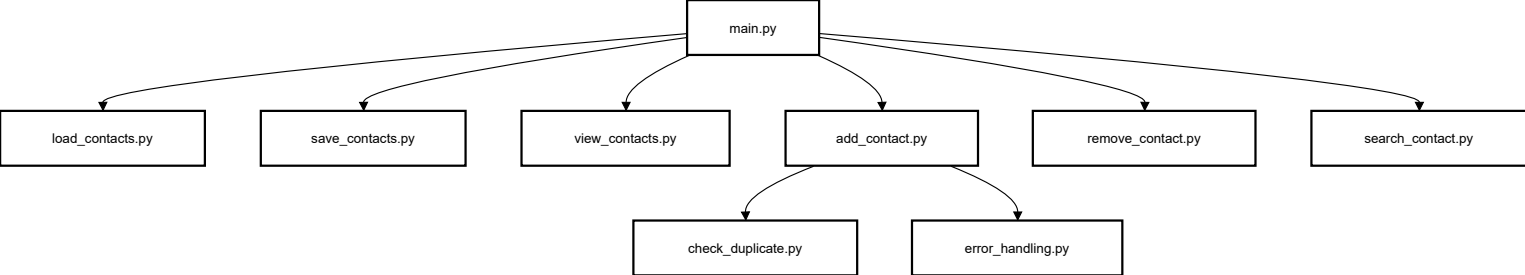 main.py
load_contacts.py
save_contacts.py
view_contacts.py
add_contact.py
remove_contact.py
search_contact.py
check_duplicate.py
error_handling.py